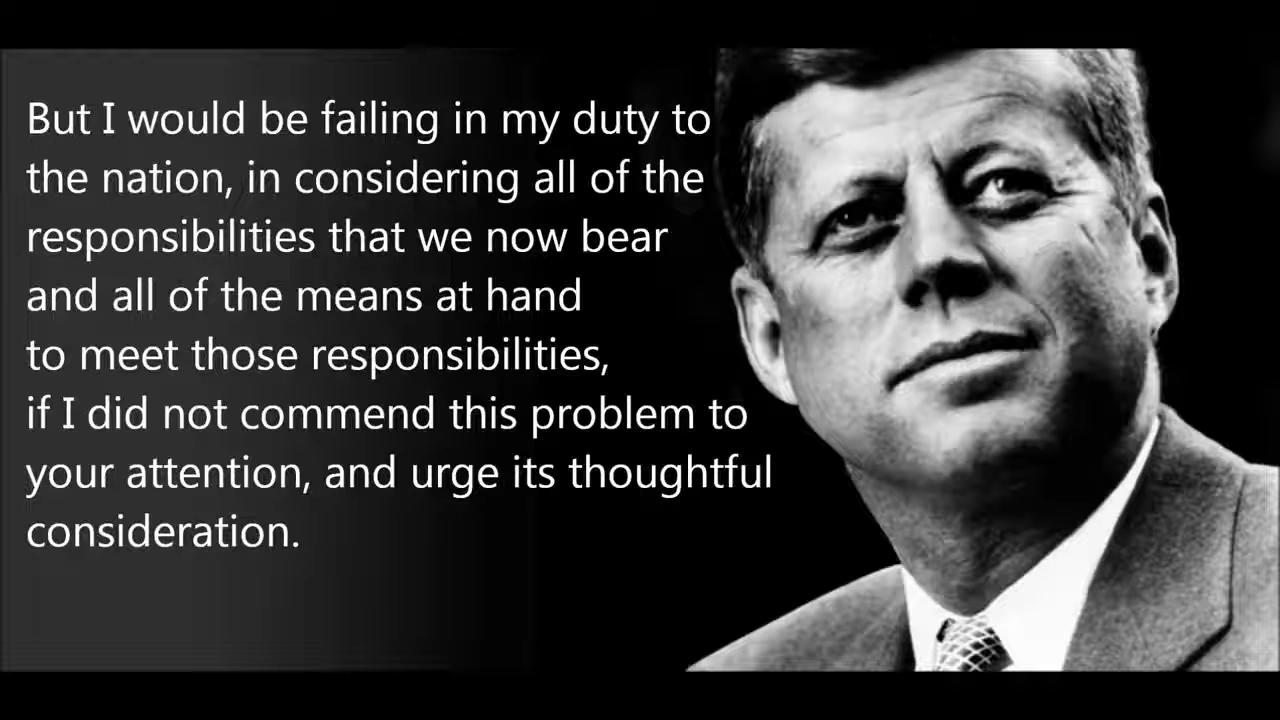 But I would be failing in my duty to
the nation, in considering all of the
responsibilities that we now bear
and all of the means at hand
to meet those responsibilities,
if I did not commend this problem to
your attention, and urge its thoughtful
consideration.